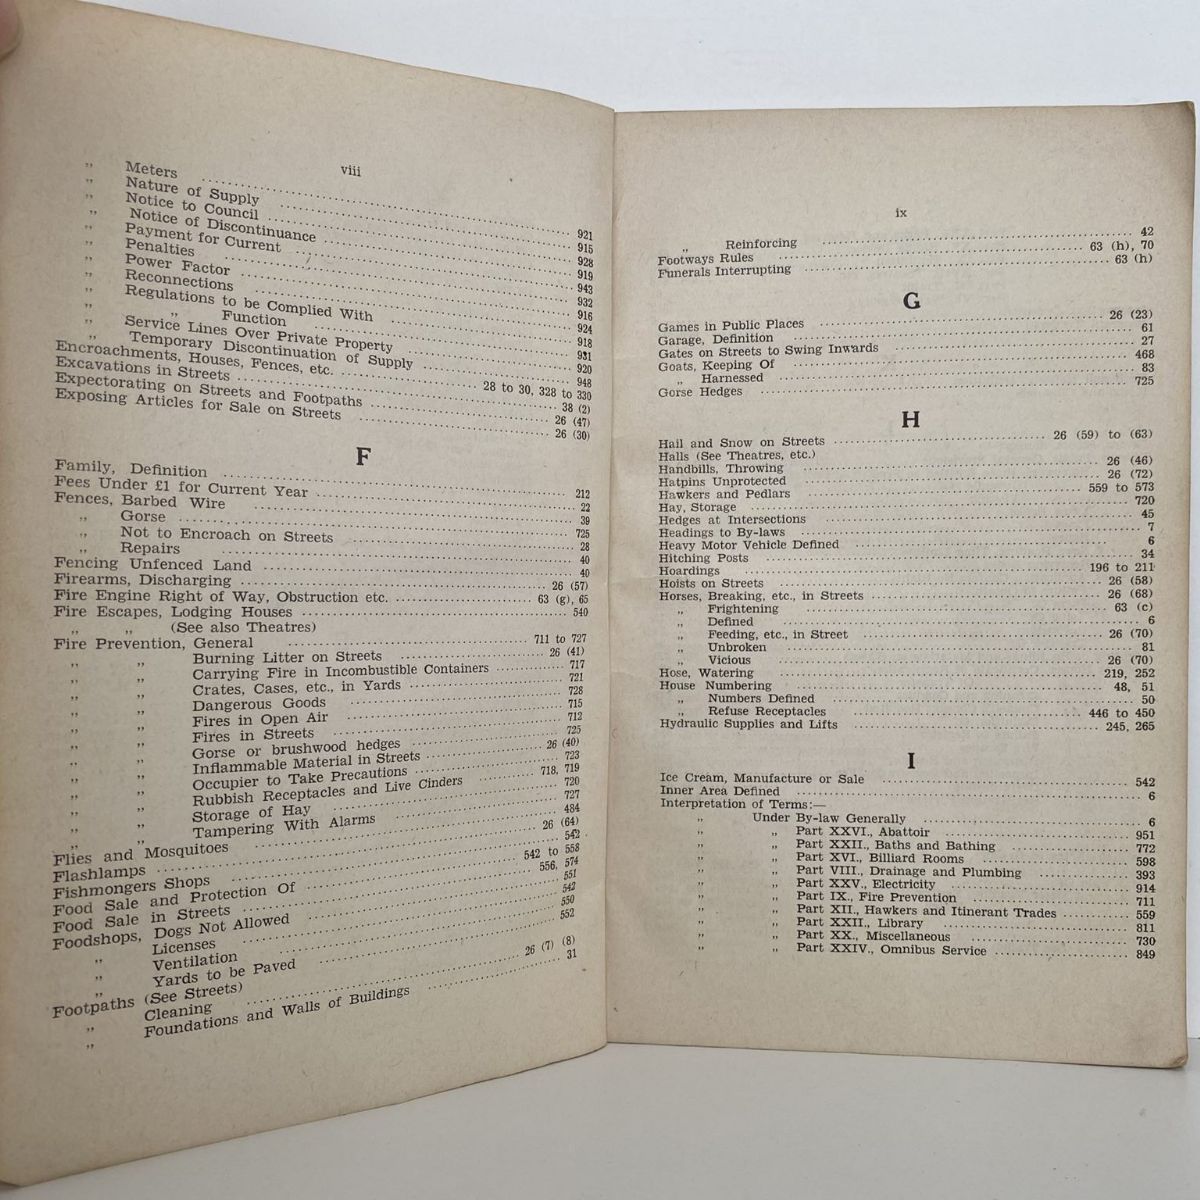 viii
„ Meters 921
„ Nature of Supply 915
„ Notice to Council 928
„ Notice of Discontinuance 919
„ Payment for Current 943
„ Penalties 932
„ Power Factor 916
„ Reconnections 924
„ Regulations to be Complied With 918
„ „ Function 931
„ Service Lines Over Private Property 920
„ Temporary Discontinuation of Supply 948
Encroachments, Houses, Fences, etc. 28 to 30, 328 to 330
Excavations in Streets 38 (2)
Expectorating on Streets and Footpaths 26 (47)
Exposing Articles for Sale on Streets 26 (30)
F
Family, Definition 212
Fees Under £1 for Current Year 22
Fences, Barbed Wire 39
„ Gorse 725
„ Not to Encroach on Streets 28
„ Repairs 40
Fencing Unfenced Land 40
Firearms, Discharging 26 (57)
Fire Engine Right of Way, Obstruction etc. 63 (g), 65
Fire Escapes, Lodging Houses 540
„ „ (See also Theatres)
Fire Prevention, General 711 to 727
„ „ Burning Litter on Streets 26 (41)
„ „ Carrying Fire in Incombustible Containers 717
„ „ Crates, Cases, etc., in Yards 721
„ „ Dangerous Goods 728
„ „ Fires in Open Air 715
„ „ Fires in Streets 712
„ „ Gorse or brushwood hedges 725
„ „ Inflammable Material in Streets 26 (40)
„ „ Occupier to Take Precautions 723
„ „ Rubbish Receptacles and Live Cinders 718, 719
„ „ Storage of Hay 720
„ „ Tampering With Alarms 727
Flies and Mosquitoes 484
Flashlamps 26 (64)
Fishmongers Shops 542
Food Sale and Protection Of 542 to 558
Food Sale in Streets 556, 574
Foodshops, Dogs Not Allowed 551
„ Licenses 542
„ Ventilation 550
„ Yards to be Paved 552
Footpaths (See Streets)
„ Cleaning 26 (7) (8)
„ Foundations and Walls of Buildings 31
ix
„ Reinforcing 42
Footways Rules 63 (h), 70
Funerals Interrupting 63 (h)
G
Games in Public Places 26 (23)
Garage, Definition 61
Gates on Streets to Swing Inwards 27
Goats, Keeping Of 468
„ Harnessed 83
Gorse Hedges 725
H
Hail and Snow on Streets 26 (59) to (63)
Halls (See Theatres, etc.)
Handbills, Throwing 26 (46)
Hatpins Unprotected 26 (72)
Hawkers and Pedlars 559 to 573
Hay, Storage 720
Hedges at Intersections 45
Headings to By-laws 7
Heavy Motor Vehicle Defined 6
Hitching Posts 34
Hoardings 196 to 211
Hoists on Streets 26 (58)
Horses, Breaking, etc., in Streets 26 (68)
„ Frightening 63 (c)
„ Defined 6
„ Feeding, etc., in Street 26 (70)
„ Unbroken 81
„ Vicious 26 (70)
Hose, Watering 219, 252
House Numbering 48, 51
„ Numbers Defined 50
„ Refuse Receptacles 446 to 450
Hydraulic Supplies and Lifts 245, 265
I
Ice Cream, Manufacture or Sale 542
Inner Area Defined 6
Interpretation of Terms:—
„ Under By-law Generally 6
„ „ Part XXVI., Abattoir 951
„ „ Part XXII., Baths and Bathing 772
„ „ Part XVI., Billiard Rooms 598
„ „ Part VIII., Drainage and Plumbing 393
„ „ Part XXV., Electricity 914
„ „ Part IX., Fire Prevention 711
„ „ Part XII., Hawkers and Itinerant Trades 559
„ „ Part XXII., Library 811
„ „ Part XX., Miscellaneous 730
„ „ Part XXIV., Omnibus Service 849